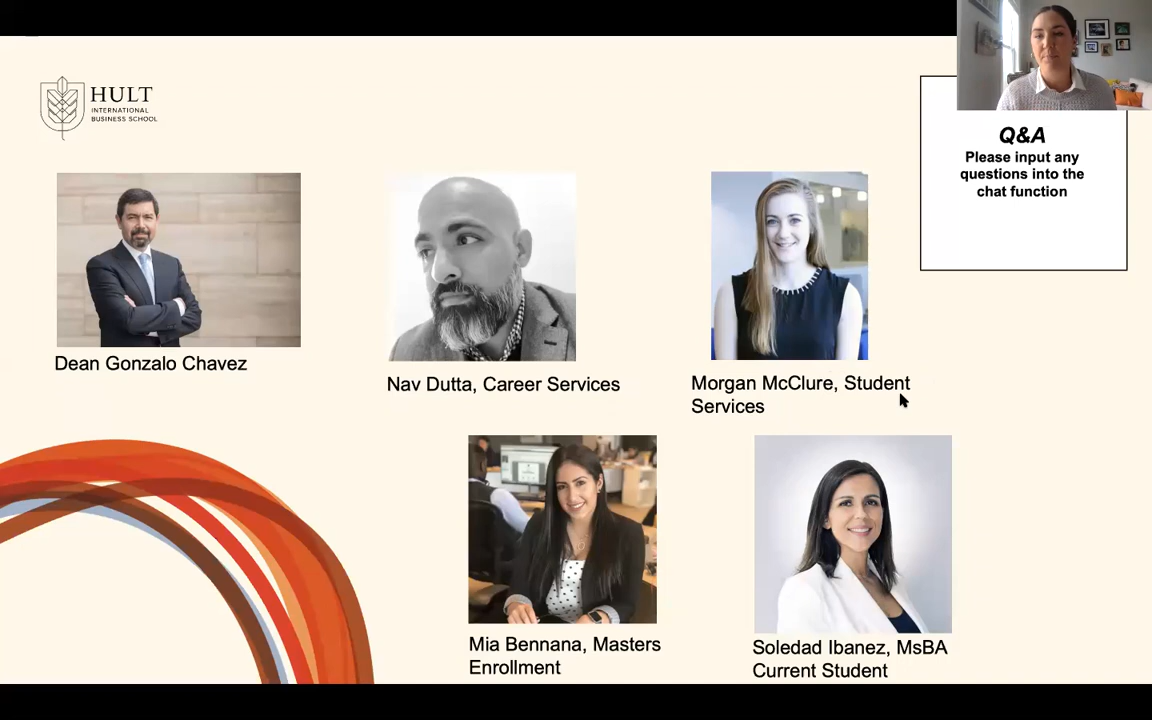 HULT
INTERNATIONAL
BUSINESS SCHOOL
Q&A
Please input any
questions into the
chat function
Dean Gonzalo Chavez
Nav Dutta, Career Services
Morgan McClure, Student
Services
Mia Bennana, Masters
Enrollment
Soledad Ibanez, MsBA
Current Student